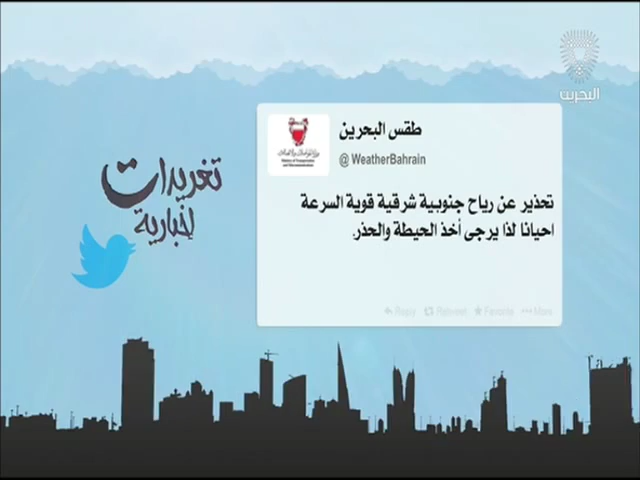 البحرين
تغريدات
إخبارية
طقس البحرين
@WeatherBahrain
تحذير عن رياح جنوبية شرقية قوية السرعة
احيانا لذا يرجى أخذ الحيطة والحذر.
Reply Retweet Favorite More